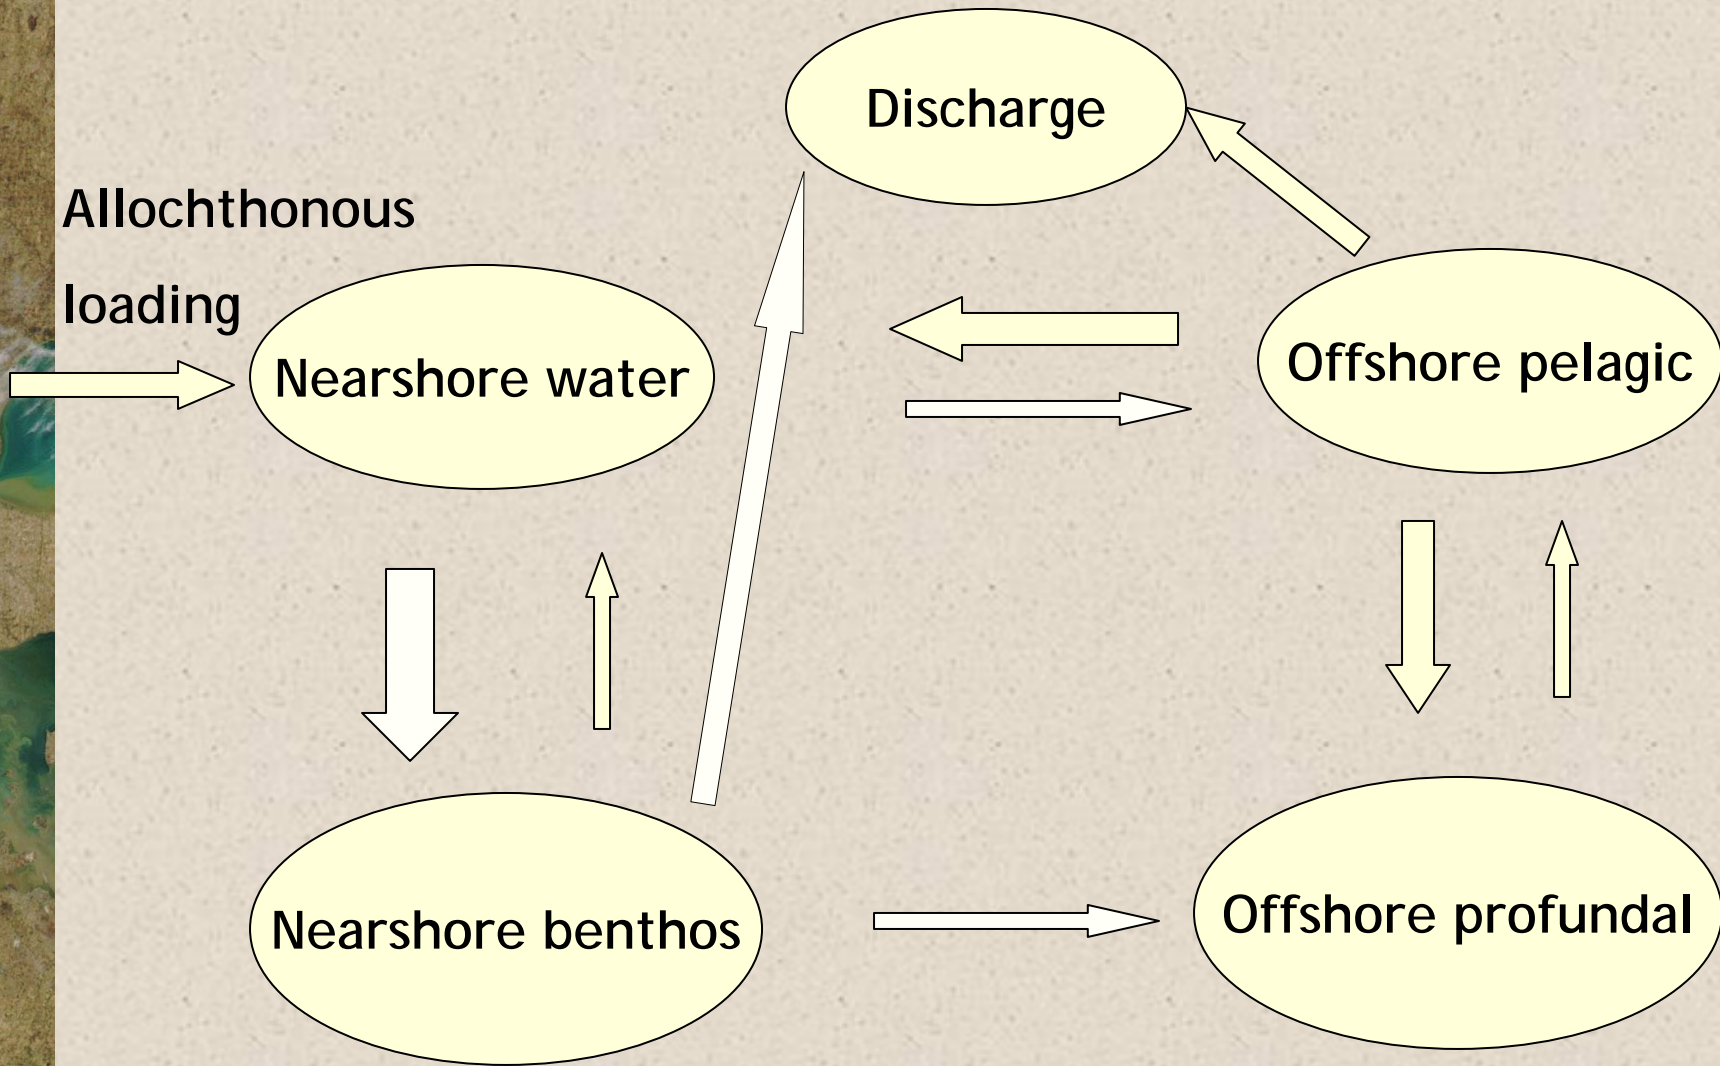 Discharge
Allochthonous
loading
Nearshore water
Offshore pelagic
Nearshore benthos
Offshore profundal